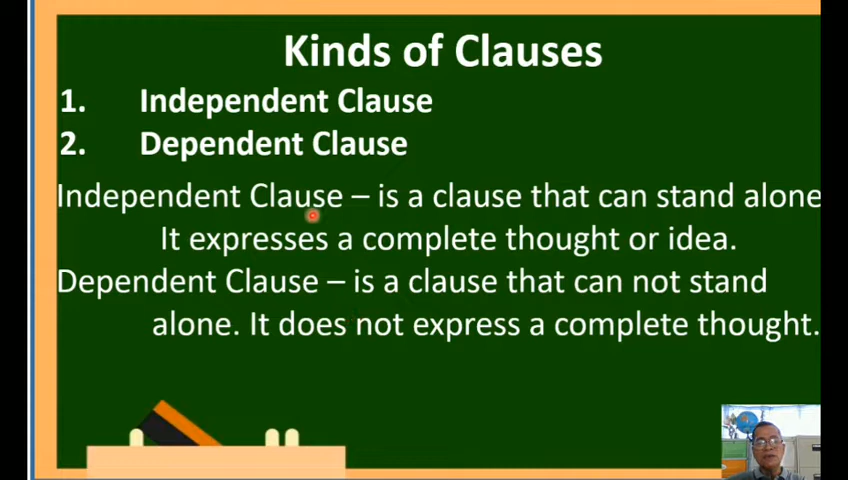 Kinds of Clauses
1. Independent Clause
2. Dependent Clause
Independent Clause – is a clause that can stand alone
It expresses a complete thought or idea.
Dependent Clause – is a clause that can not stand
alone. It does not express a complete thought.